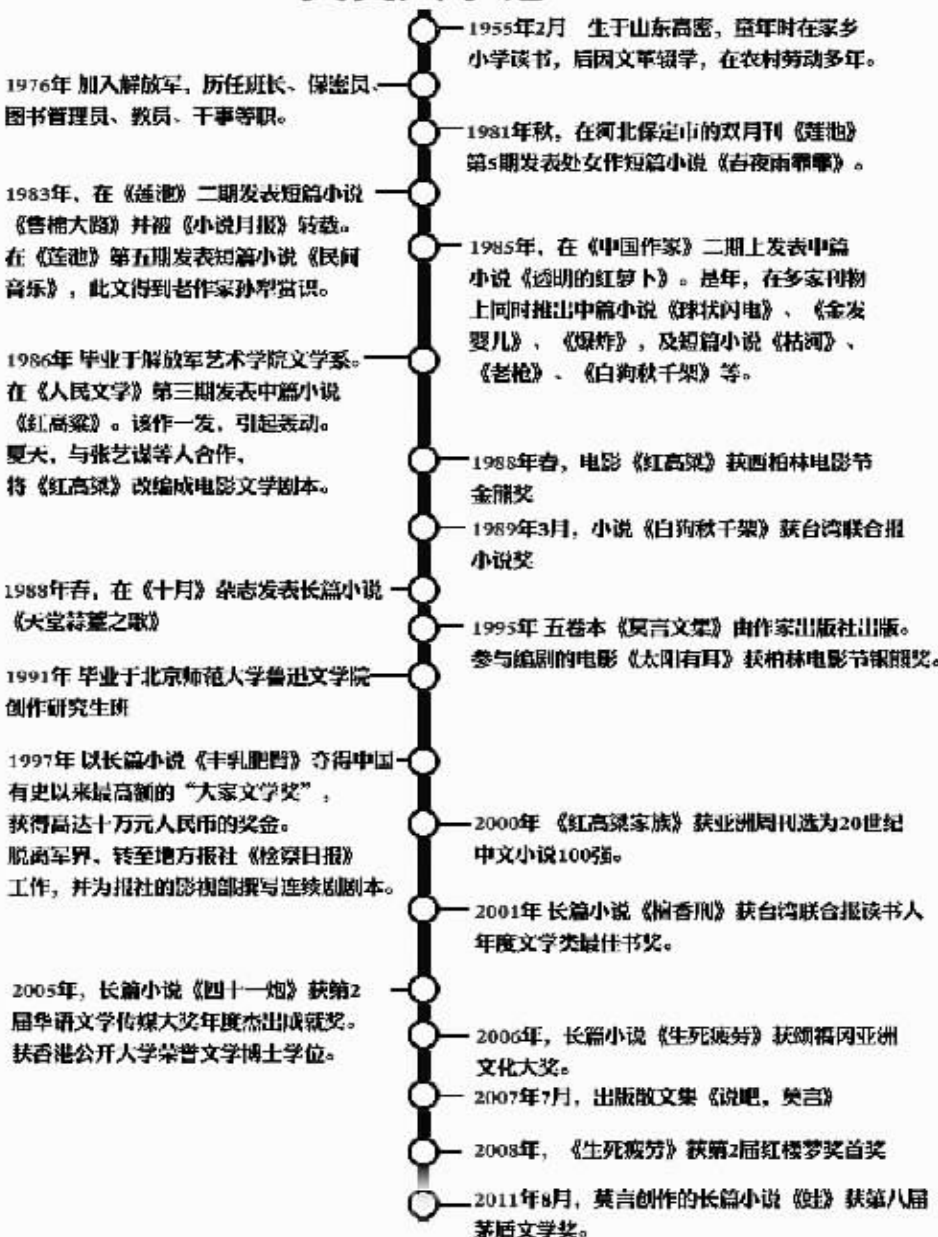 1955年2月 生于山东高密，童年时在家乡
小学读书，后因文革辍学，在农村劳动多年。
1976年 加入解放军，历任班长、保密员、
图书管理员、教员、干事等职。
1981年秋，在河北保定市的双月刊《莲池》
第5期发表处女作短篇小说《春夜雨霏霏》。
1983年，在《莲池》二期发表短篇小说
《售棉大路》并被《小说月报》转载。
在《莲池》第五期发表短篇小说《民间
音乐》，此文得到老作家孙犁赏识。
1985年，在《中国作家》二期上发表中篇
小说《透明的红萝卜》。是年，在多家刊物
上同时推出中篇小说《球状闪电》、《金发
婴儿》、《爆炸》，及短篇小说《枯河》、
《老枪》、《白狗秋千架》等。
1986年 毕业于解放军艺术学院文学系。
在《人民文学》第三期发表中篇小说
《红高粱》。该作一发，引起轰动。
夏天，与张艺谋等人合作，
将《红高粱》改编成电影文学剧本。
1988年春，电影《红高粱》获西柏林电影节
金熊奖
1989年3月，小说《白狗秋千架》获台湾联合报
小说奖
1988年春，在《十月》杂志发表长篇小说
《天堂蒜薹之歌》
1995年 五卷本《莫言文集》由作家出版社出版。
参与编剧的电影《太阳有耳》获柏林电影节银熊奖。
1991年 毕业于北京师范大学鲁迅文学院
创作研究生班
1997年 以长篇小说《丰乳肥臀》夺得中国
有史以来最高额的“大家文学奖”，
获得高达十万元人民币的奖金。
脱离军界、转至地方报社《检察日报》
工作，并为报社的影视部撰写连续剧剧本。
2000年 《红高粱家族》获亚洲周刊选为20世纪
中文小说100强。
2001年 长篇小说《檀香刑》获台湾联合报读书人
年度文学类最佳书奖。
2005年，长篇小说《四十一炮》获第2
届华语文学传媒大奖年度杰出成就奖。
获香港公开大学荣誉文学博士学位。
2006年，长篇小说《生死疲劳》获颁福冈亚洲
文化大奖。
2007年7月，出版散文集《说吧，莫言》
2008年，《生死疲劳》获第2届红楼梦奖首奖
2011年8月，莫言创作的长篇小说《蛙》获第八届
茅盾文学奖。